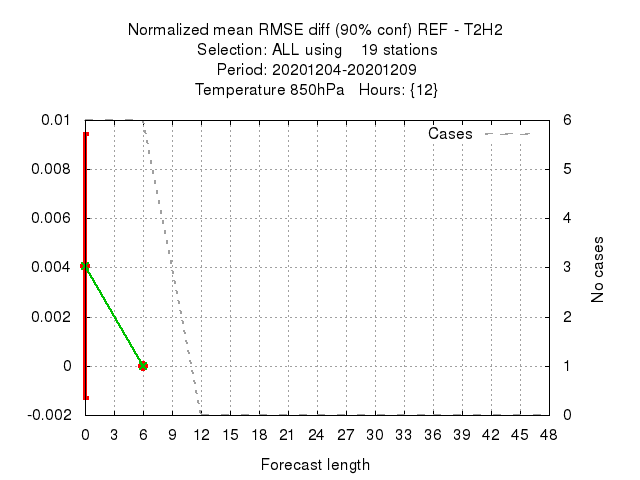 Normalized mean RMSE diff (90% conf) REF - T2H2
Selection: ALL using    19 stations
Period: 20201204-20201209
Temperature 850hPa   Hours: {12}
0.01
0.008
0.006
0.004
0.002
0
-0.002
Cases
6
5
4
3
2
1
0
No cases
0 3 6 9 12 15 18 21 24 27 30 33 36 39 42 45 48
Forecast length